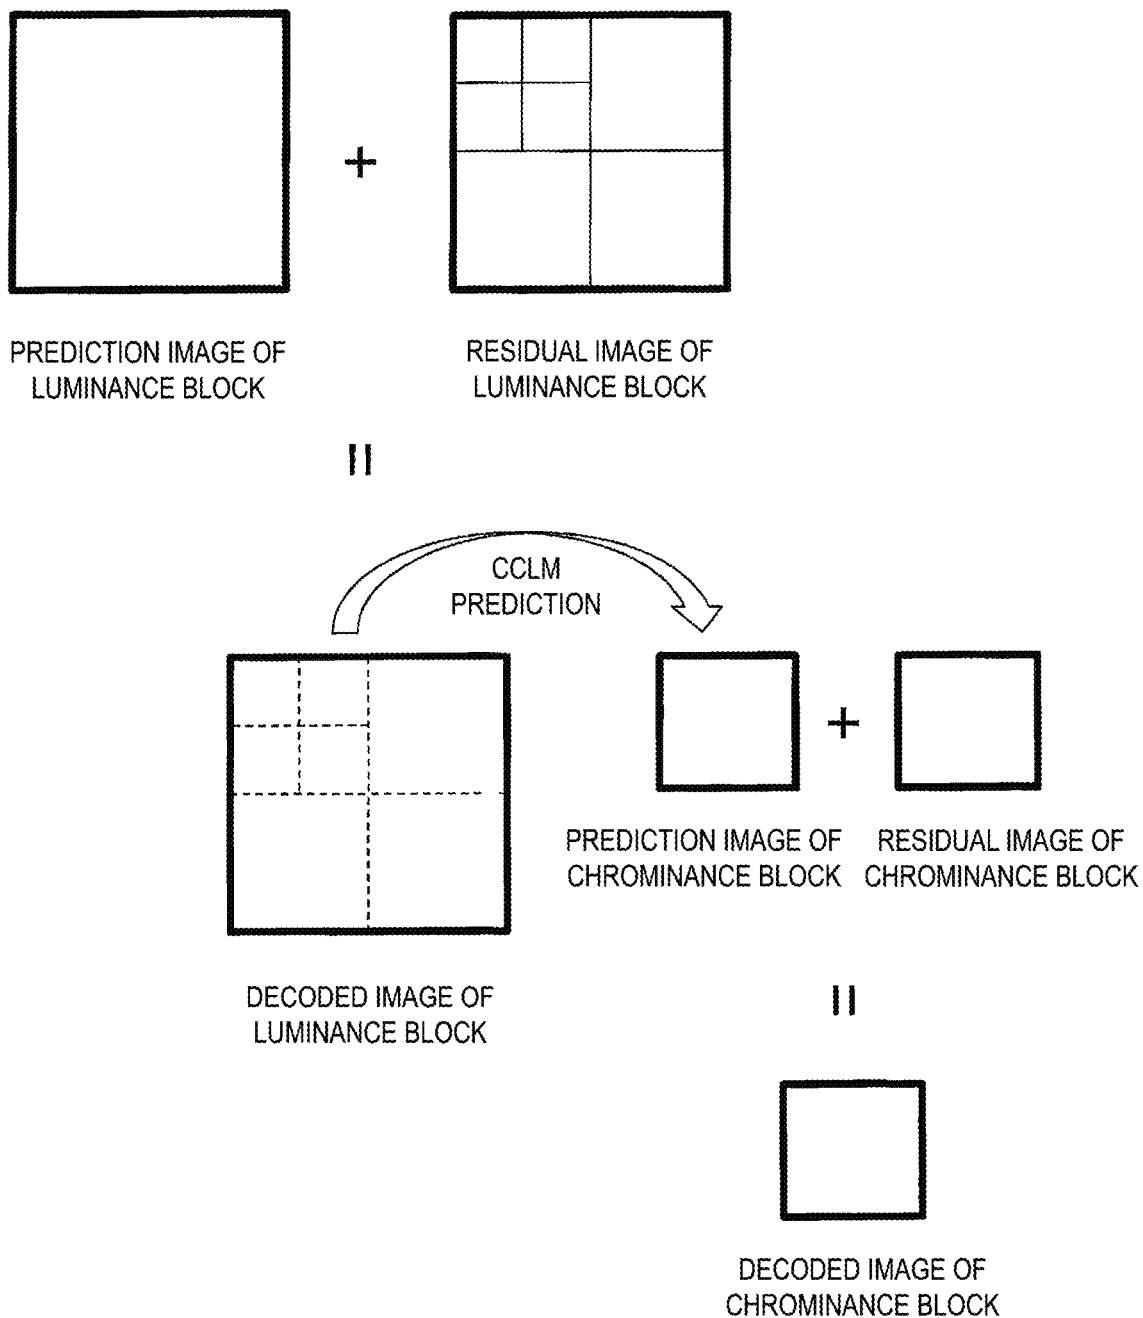 +
PREDICTION IMAGE OF
LUMINANCE BLOCK
RESIDUAL IMAGE OF
LUMINANCE BLOCK
=
CCLM
PREDICTION
+
PREDICTION IMAGE OF
CHROMINANCE BLOCK
RESIDUAL IMAGE OF
CHROMINANCE BLOCK
DECODED IMAGE OF
LUMINANCE BLOCK
=
DECODED IMAGE OF
CHROMINANCE BLOCK